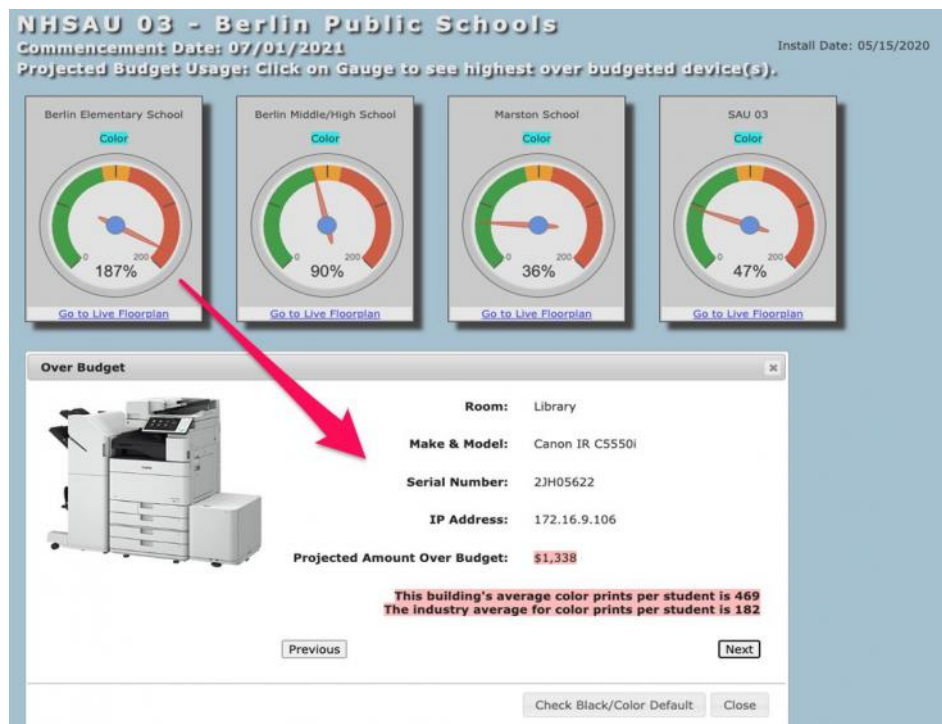 NHSAU 03 - Berlin Public Schools
Commencement Date: 07/01/2021
Install Date: 05/15/2020
Projected Budget Usage: Click on Gauge to see highest over budgeted device(s).
Berlin Elementary School
Color
0 200
187%
Go to Live Floorplan
Berlin Middle/High School
Color
0 200
90%
Go to Live Floorplan
Marston School
Color
0 200
36%
Go to Live Floorplan
SAU 03
Color
0 200
47%
Go to Live Floorplan
Over Budget
Room: Library
Make & Model: Canon IR C5550i
Serial Number: 2JH05622
IP Address: 172.16.9.106
Projected Amount Over Budget: $1,338
This building's average color prints per student is 469
The industry average for color prints per student is 182
Previous
Next
Check Black/Color Default
Close